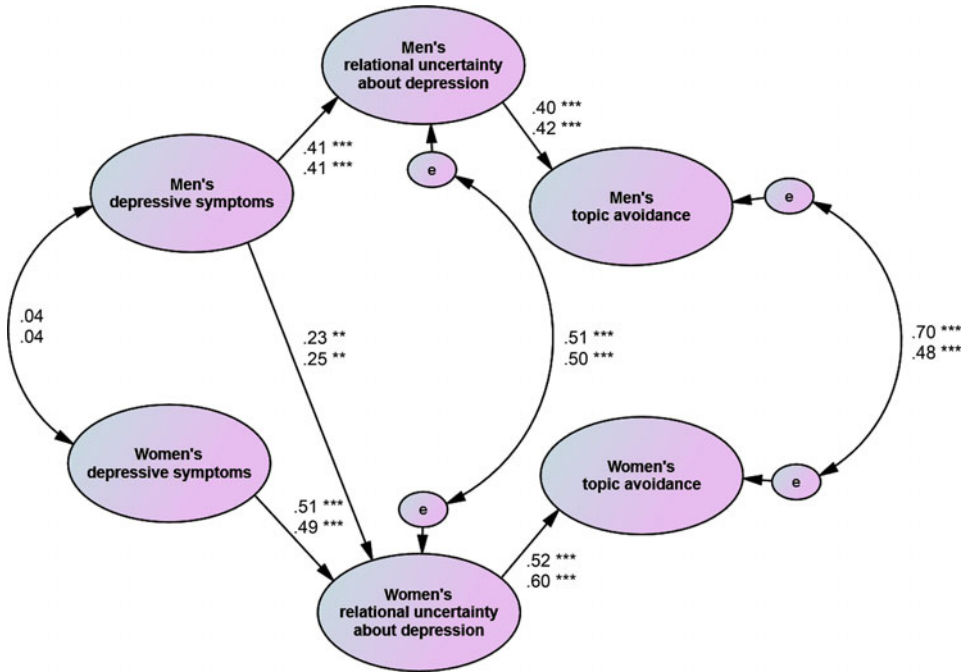 Men's
relational uncertainty
about depression
.40 ***
.42 ***
.41 ***
.41 ***
e
Men's
depressive symptoms
Men's
topic avoidance
e
.04
.04
.23 **
.25 **
.51 ***
.50 ***
.70 ***
.48 ***
Women's
depressive symptoms
Women's
topic avoidance
e
.51 ***
.49 ***
e
.52 ***
.60 ***
Women's
relational uncertainty
about depression